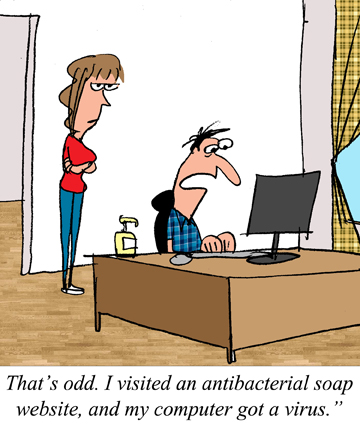 That's odd. I visited an antibacterial soap
website, and my computer got a virus.”